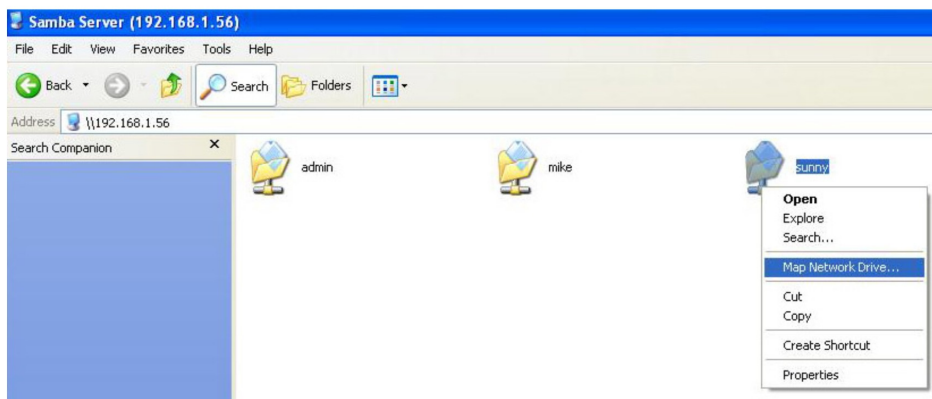 Samba Server (192.168.1.56)
File Edit View Favorites Tools Help
Back Search Folders
Address \\192.168.1.56
Search Companion × admin mike sunny
Open
Explore
Search...
Map Network Drive...
Cut
Copy
Create Shortcut
Properties